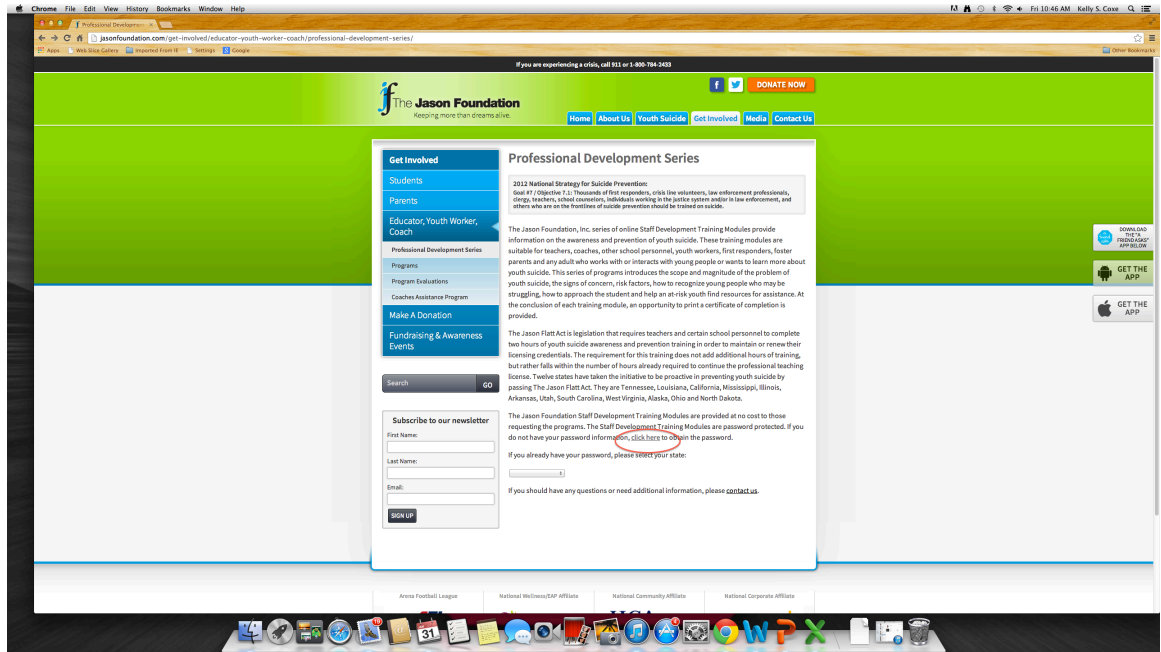 Chrome File Edit View History Bookmarks Window Help
Fri 10:46 AM Kelly S. Coxe
Professional Developmen
jasonfoundation.com/get-involved/educator-youth-worker-coach/professional-development-series/
Apps Web Slice Gallery Imported From IE Settings Google
Other Bookmarks
If you are experiencing a crisis, call 911 or 1-800-784-2433
The Jason Foundation
Keeping more than dreams alive.
DONATE NOW
Home About Us Youth Suicide Get Involved Media Contact Us
Get Involved
Students
Parents
Educator, Youth Worker,
Coach
Professional Development Series
Programs
Program Evaluations
Coaches Assistance Program
Make A Donation
Fundraising & Awareness
Events
Search GO
Subscribe to our newsletter
First Name:
Last Name:
Email:
SIGN UP
Professional Development Series
2012 National Strategy for Suicide Prevention:
Goal #7 / Objective 7.1: Thousands of first responders, crisis line volunteers, law enforcement professionals,
clergy, teachers, school counselors, individuals working in the justice system and/or in law enforcement, and
others who are on the frontlines of suicide prevention should be trained on suicide.
The Jason Foundation, Inc. series of online Staff Development Training Modules provide
information on the awareness and prevention of youth suicide. These training modules are
suitable for teachers, coaches, other school personnel, youth workers, first responders, foster
parents and any adult who works with or interacts with young people or wants to learn more about
youth suicide. This series of programs introduces the scope and magnitude of the problem of
youth suicide, the signs of concern, risk factors, how to recognize young people who may be
struggling, how to approach the student and help an at-risk youth find resources for assistance. At
the conclusion of each training module, an opportunity to print a certificate of completion is
provided.
The Jason Flatt Act is legislation that requires teachers and certain school personnel to complete
two hours of youth suicide awareness and prevention training in order to maintain or renew their
licensing credentials. The requirement for this training does not add additional hours of training,
but rather falls within the number of hours already required to continue the professional teaching
license. Twelve states have taken the initiative to be proactive in preventing youth suicide by
passing The Jason Flatt Act. They are Tennessee, Louisiana, California, Mississippi, Illinois,
Arkansas, Utah, South Carolina, West Virginia, Alaska, Ohio and North Dakota.
The Jason Foundation Staff Development Training Modules are provided at no cost to those
requesting the programs. The Staff Development Training Modules are password protected. If you
do not have your password information, click here to obtain the password.
If you already have your password, please select your state:
If you should have any questions or need additional information, please contact us.
DOWNLOAD
THE "A
FRIEND ASKS"
APP BELOW
GET THE
APP
GET THE
APP
Arena Football League National Wellness/EAP Affiliate National Community Affiliate National Corporate Affiliate
31